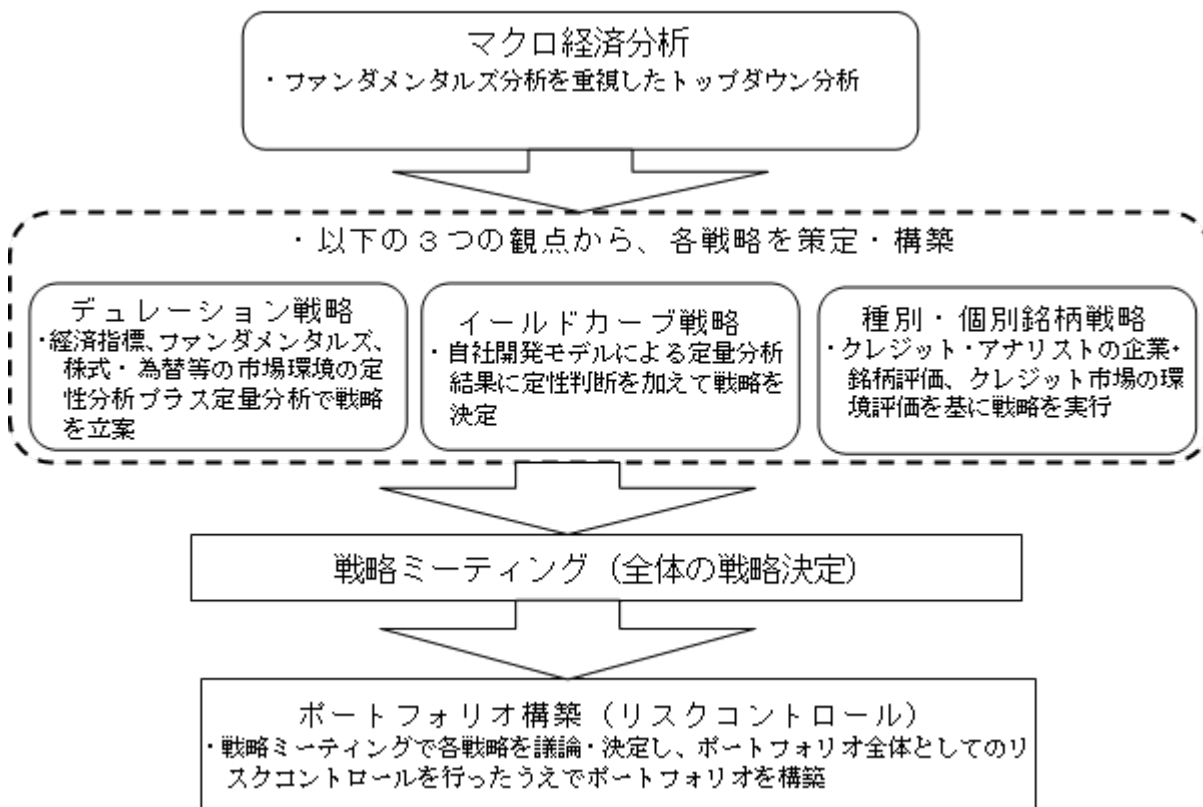 マクロ経済分析
・ファンダメンタルズ分析を重視したトップダウン分析
・以下の３つの観点から、各戦略を策定・構築
デュレーション戦略
・経済指標、ファンダメンタルズ、
株式・為替等の市場環境の定
性分析プラス定量分析で戦略
を立案
イールドカーブ戦略
・自社開発モデルによる定量分析
結果に定性判断を加えて戦略を
決定
種別・個別銘柄戦略
・クレジット・アナリストの企業・
銘柄評価、クレジット市場の環
境評価を基に戦略を実行
戦略ミーティング（全体の戦略決定）
ポートフォリオ構築（リスクコントロール）
・戦略ミーティングで各戦略を議論・決定し、ポートフォリオ全体としてのリ
スクコントロールを行ったうえでポートフォリオを構築